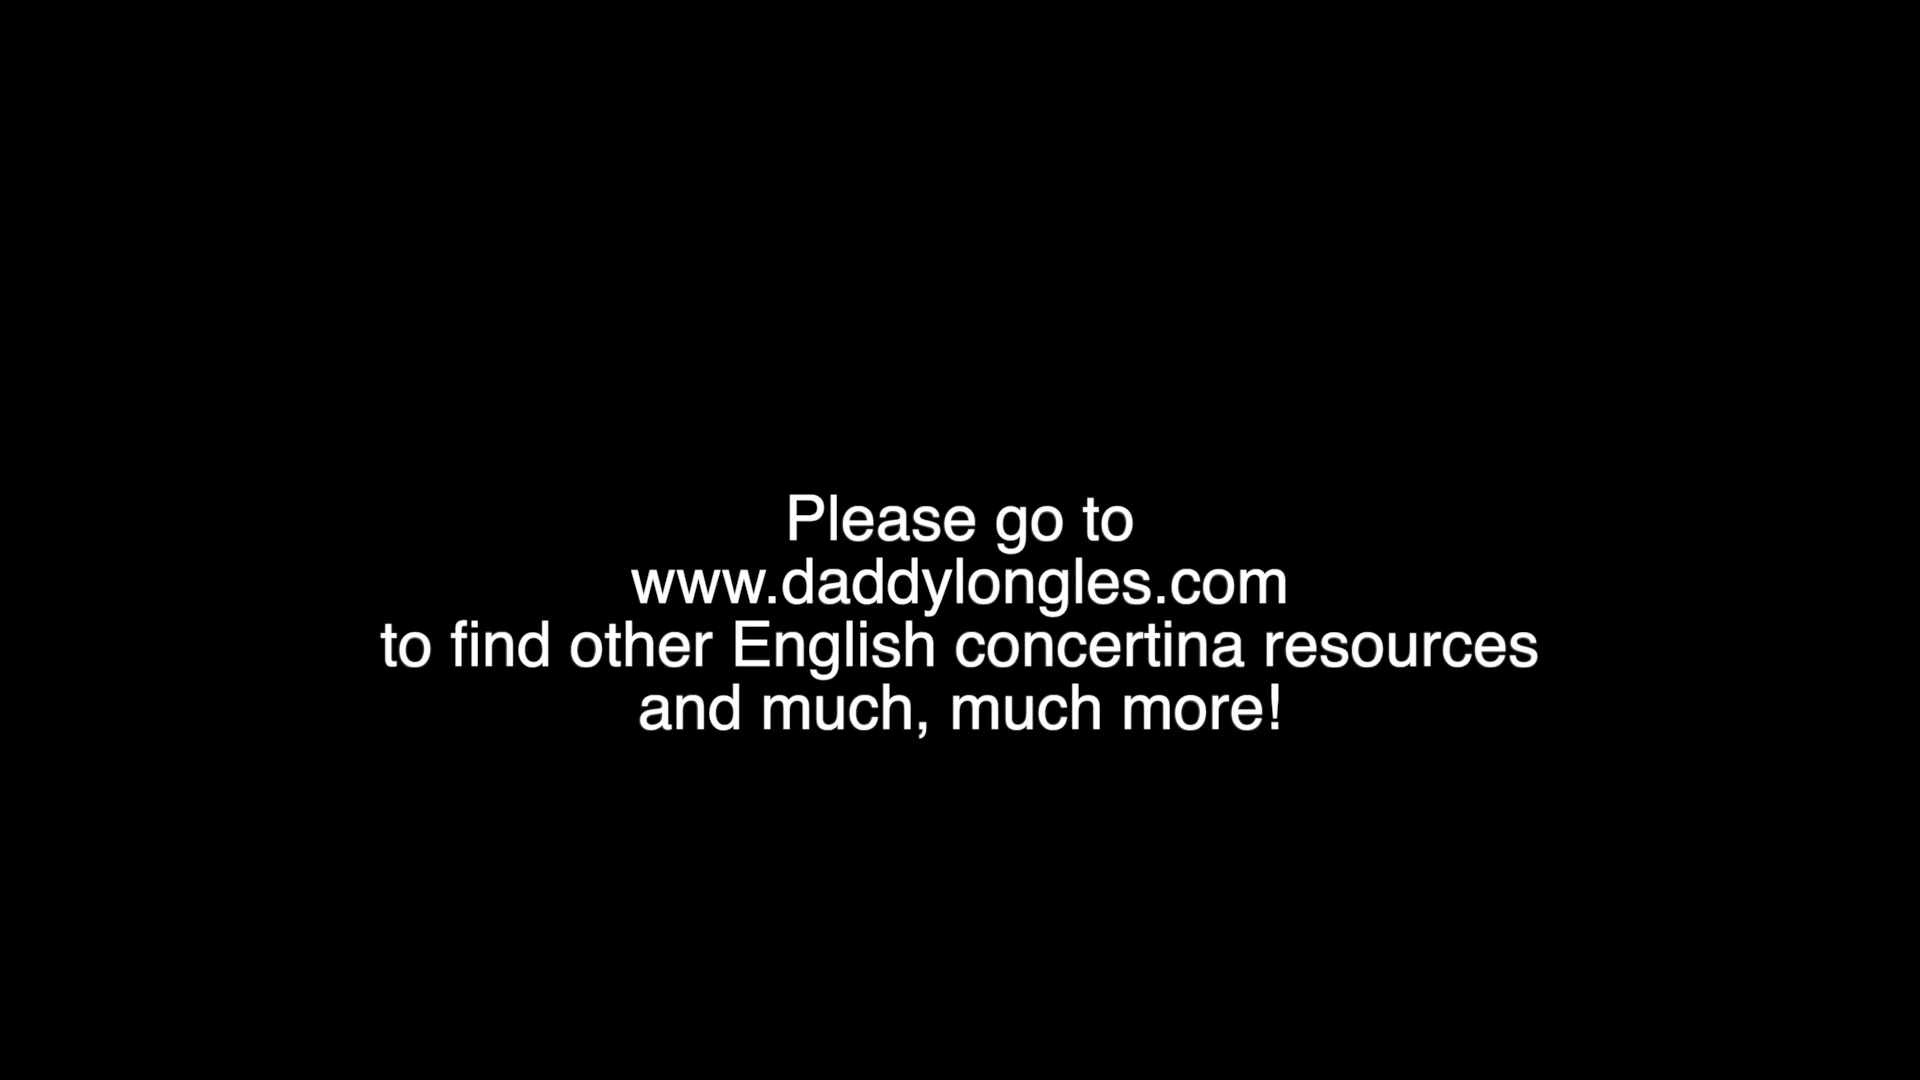 Please go to
www.daddylongles.com
to find other English concertina resources
and much, much more!